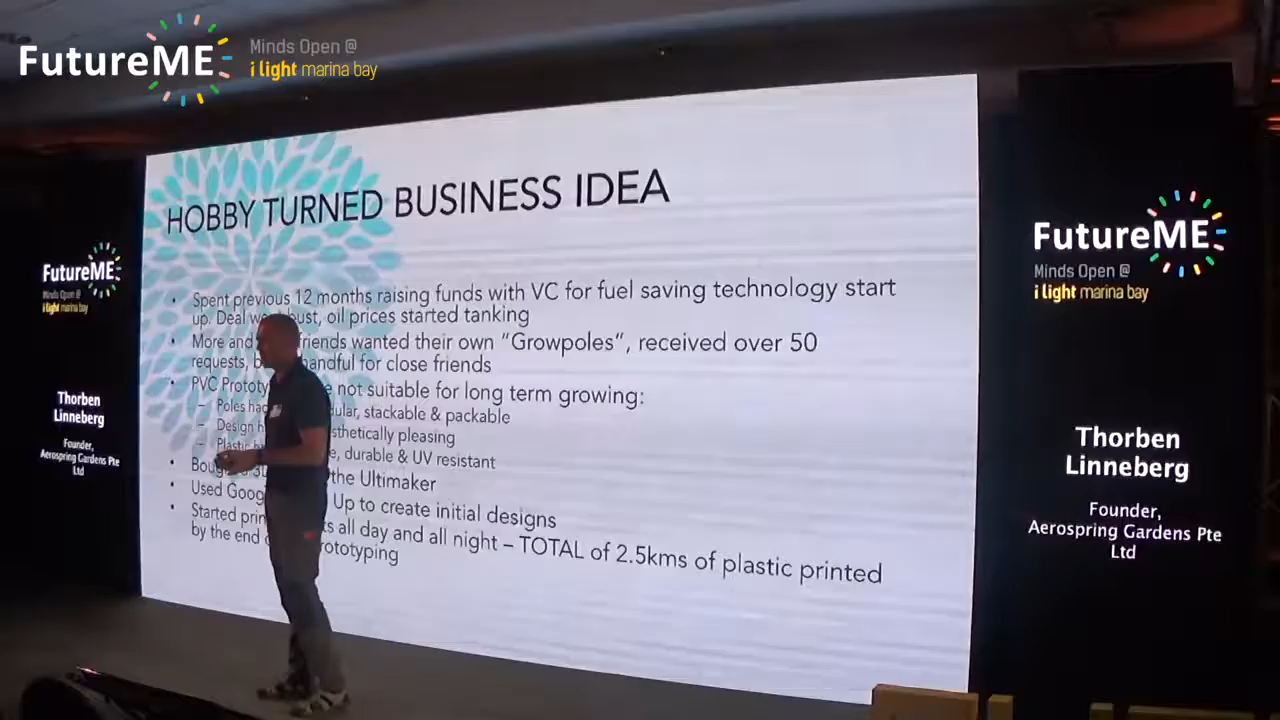 FutureME
Minds Open @
i light marina bay
HOBBY TURNED BUSINESS IDEA
Spent previous 12 months raising funds with VC for fuel saving technology start
up. Deal bust, oil prices started tanking
More and friends wanted their own "Growpoles", received over 50
requests, handful for close friends
PVC not suitable for long term growing:
Poles stackable & packable
Design pleasing
Plastic durable & UV resistant
the Ultimaker
Used Up to create initial designs
Started all day and all night – TOTAL of 2.5kms of plastic printed
by the end
FutureME
Minds Open @
i light marina bay
Thorben
Linneberg
Founder,
Aerospring Gardens Pte
Ltd
FutureME
Minds Open @
i light marina bay
Thorben
Linneberg
Founder,
Aerospring Gardens Pte
Ltd